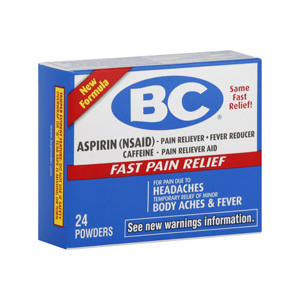 New
Formula
BC®
Same
Fast
Relief!
ASPIRIN (NSAID) - PAIN RELIEVER • FEVER REDUCER
CAFFEINE - PAIN RELIEVER AID
FAST PAIN RELIEF
FOR PAIN DUE TO
HEADACHES
TEMPORARY RELIEF OF MINOR
BODY ACHES & FEVER
24
POWDERS
See new warnings information.